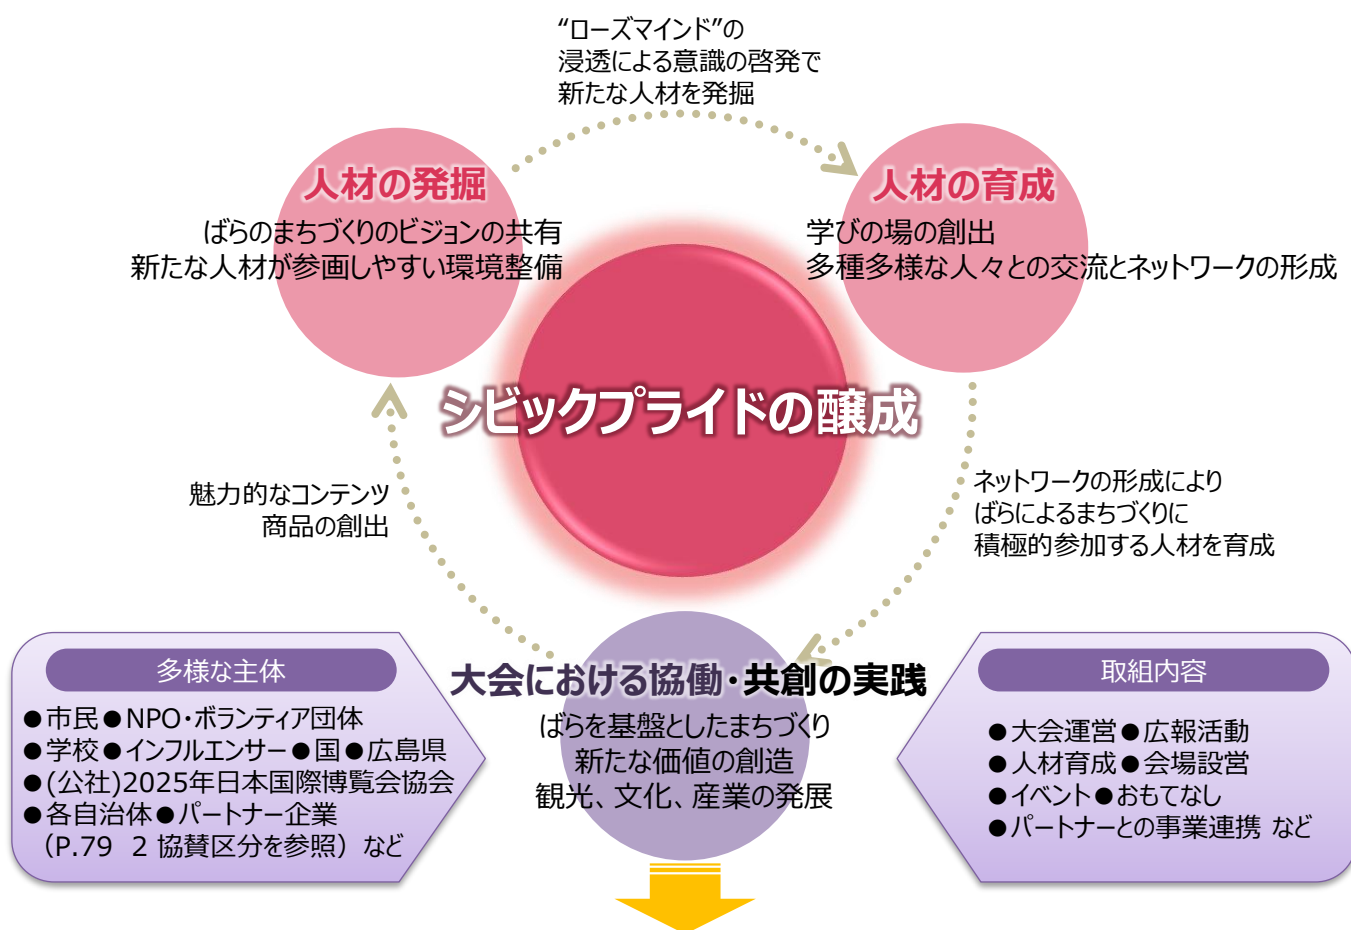 “ローズマインド”の
浸透による意識の啓発で
新たな人材を発掘
人材の発掘
ばらのまちづくりのビジョンの共有
新たな人材が参画しやすい環境整備
人材の育成
学びの場の創出
多種多様な人々との交流とネットワークの形成
シビックプライドの醸成
魅力的なコンテンツ
商品の創出
ネットワークの形成により
ばらによるまちづくりに
積極的参加する人材を育成
大会における協働・共創の実践
ばらを基盤としたまちづくり
新たな価値の創造
観光、文化、産業の発展
多様な主体
●市民●NPO・ボランティア団体
●学校●インフルエンサー●国●広島県
●(公社)2025年日本国際博覧会協会
●各自治体●パートナー企業
（P.79 2 協賛区分を参照）など
取組内容
●大会運営●広報活動
●人材育成●会場設営
●イベント●おもてなし
●パートナーとの事業連携 など